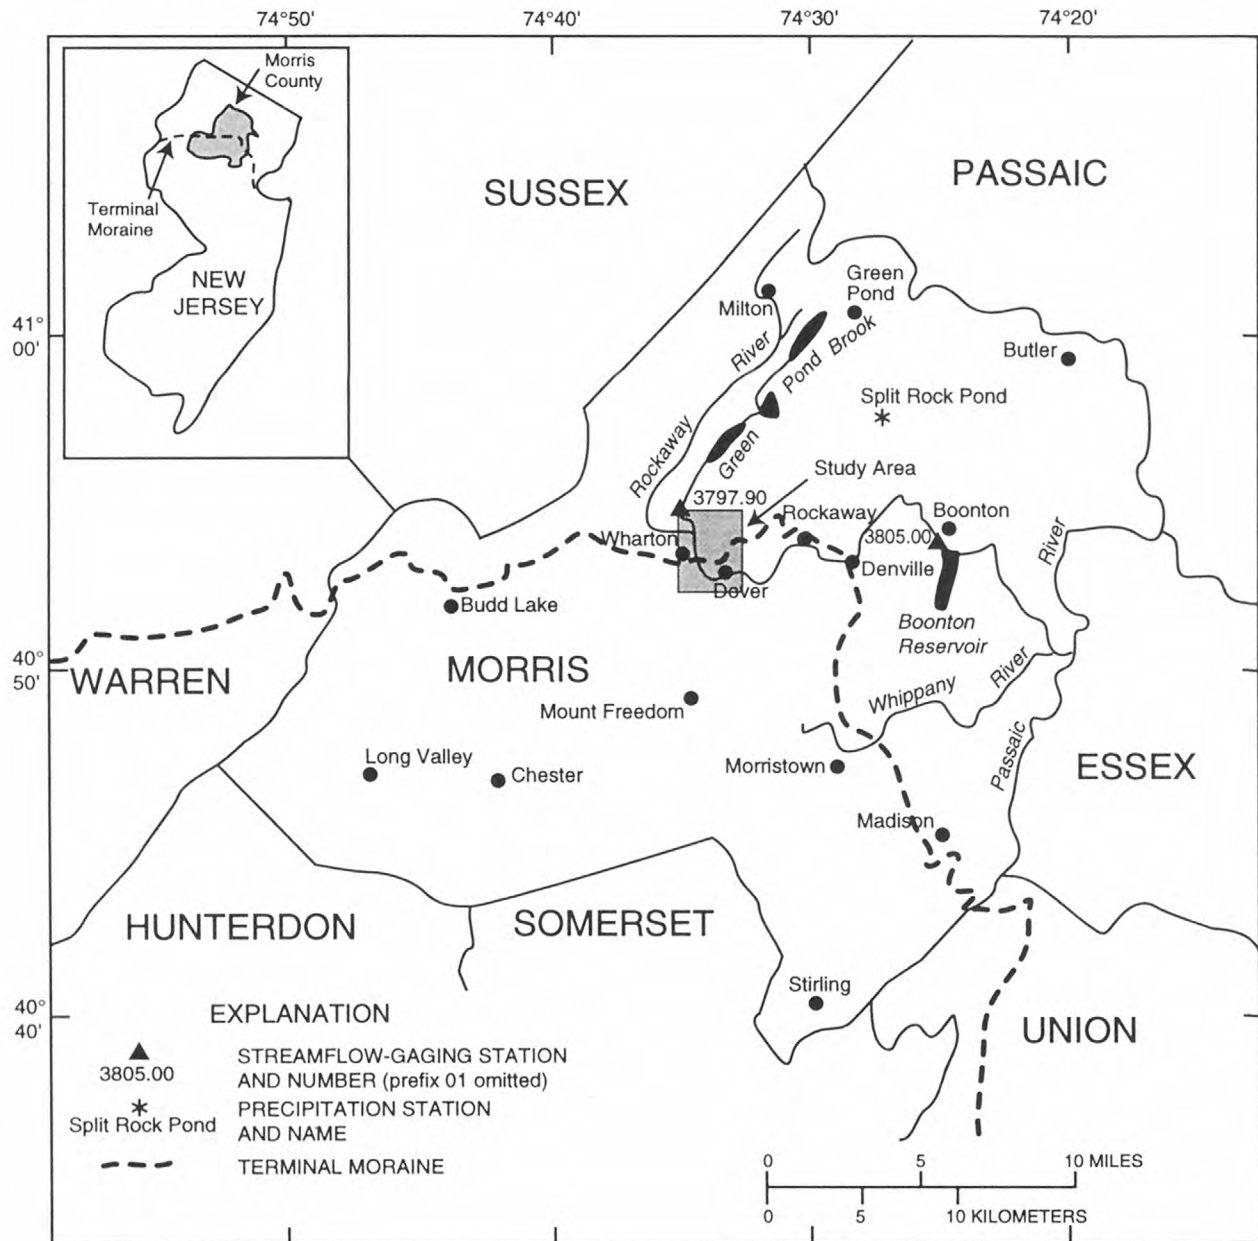 74°50'
74°40'
74°30'
74°20'
Morris
County
Terminal
Moraine
NEW
JERSEY
SUSSEX
PASSAIC
Milton
Green
Pond
41°
00'
River
Pond Brook
Butler
Split Rock Pond
Rockaway
Green
Study Area
3797.90
Rockaway
Boonton
3805.00
River
Wharton
Denville
Dover
Budd Lake
Boonton
Reservoir
40°
50'
WARREN
MORRIS
River
Whippany
Mount Freedom
Passaic
Long Valley
Chester
Morristown
ESSEX
Madison
HUNTERDON
SOMERSET
Stirling
40°
40'
UNION
EXPLANATION
3805.00
STREAMFLOW-GAGING STATION
AND NUMBER (prefix 01 omitted)
Split Rock Pond
PRECIPITATION STATION
AND NAME
TERMINAL MORAINE
0 5 10 MILES
0 5 10 KILOMETERS